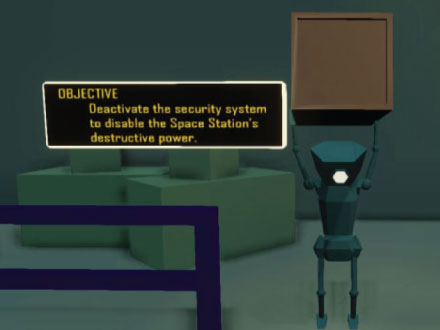 OBJECTIVE
Deactivate the security system
to disable the Space Station's
destructive power.